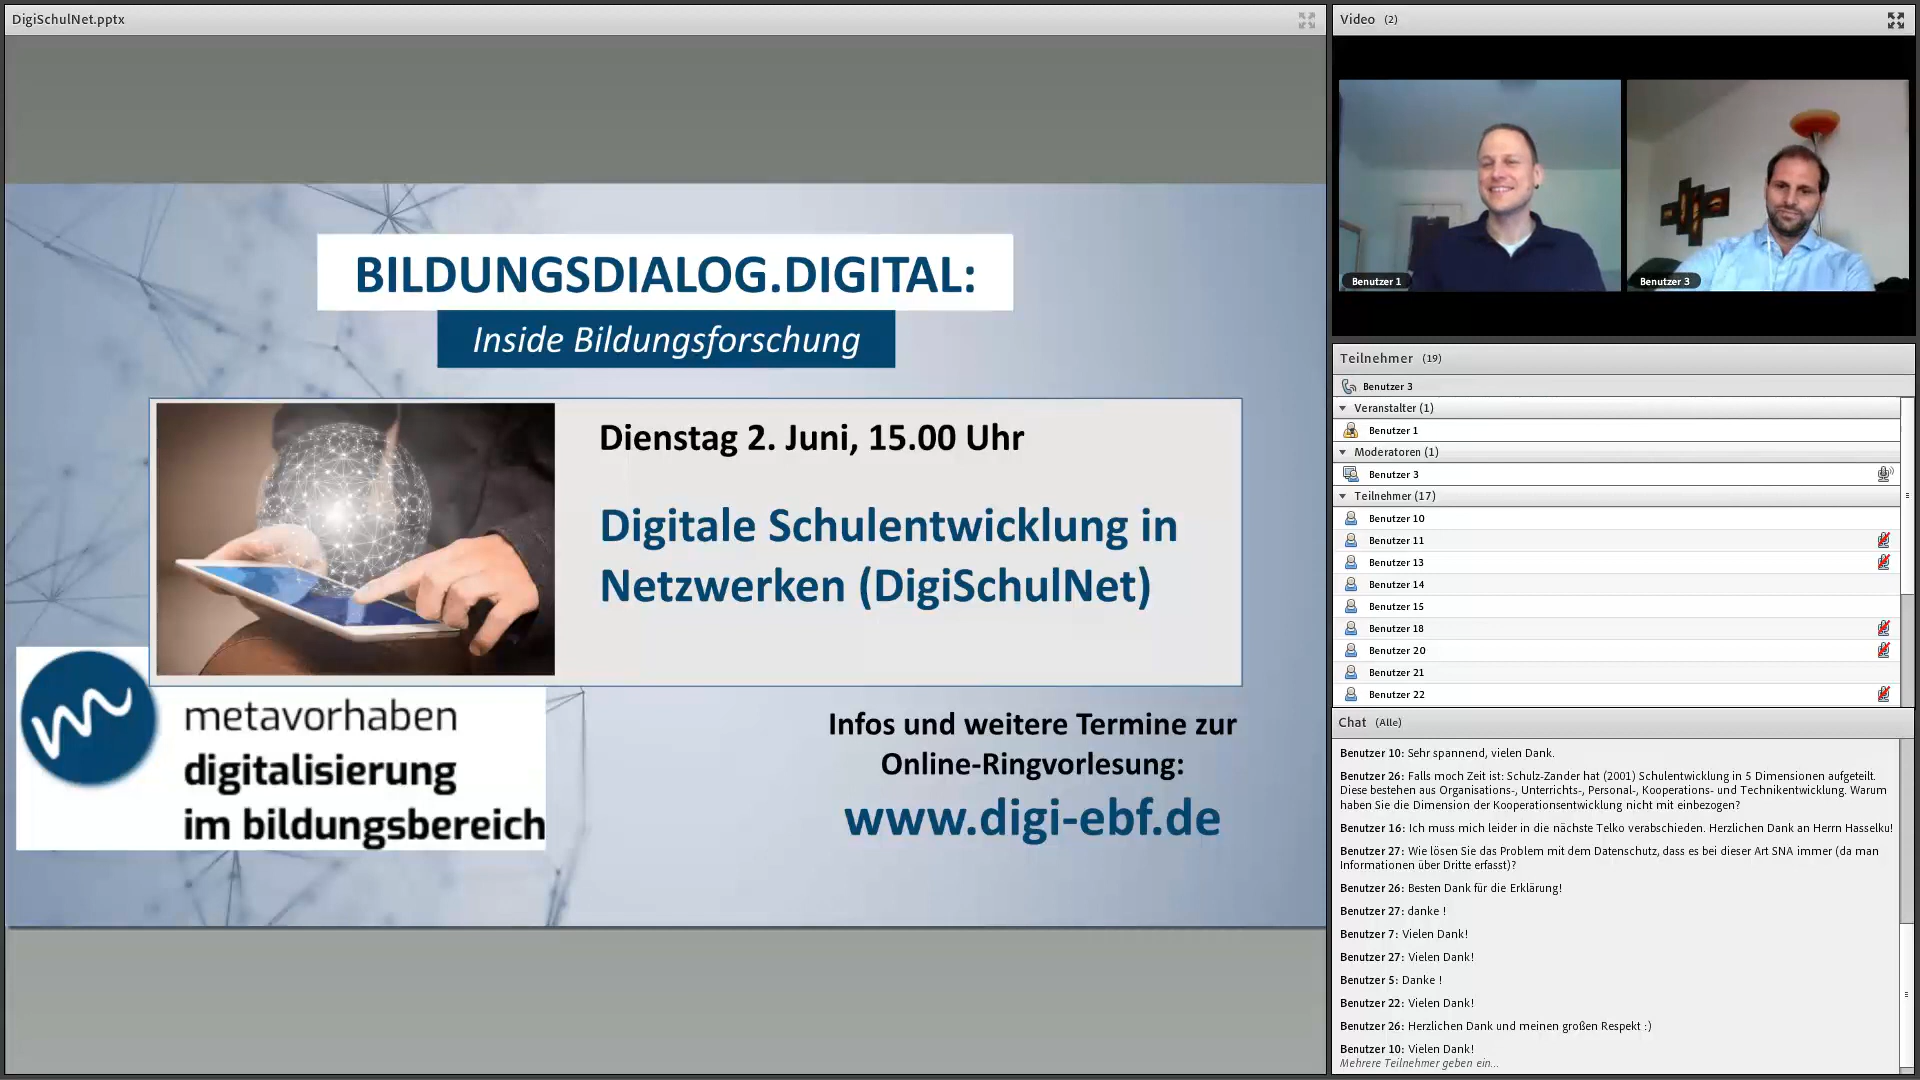 DigiSchulNet.pptx
BILDUNGSDIALOG.DIGITAL:
Inside Bildungsforschung
Dienstag 2. Juni, 15.00 Uhr
Digitale Schulentwicklung in
Netzwerken (DigiSchulNet)
metavorhaben
digitalisierung
im bildungsbereich
Infos und weitere Termine zur
Online-Ringvorlesung:
www.digi-ebf.de
Video (2)
Benutzer 1
Benutzer 3
Teilnehmer (19)
Benutzer 3
Veranstalter (1)
Benutzer 1
Moderatoren (1)
Benutzer 3
Teilnehmer (17)
Benutzer 10
Benutzer 11
Benutzer 13
Benutzer 14
Benutzer 15
Benutzer 18
Benutzer 20
Benutzer 21
Benutzer 22
Chat (Alle)
Benutzer 10: Sehr spannend, vielen Dank.
Benutzer 26: Falls moch Zeit ist: Schulz-Zander hat (2001) Schulentwicklung in 5 Dimensionen aufgeteilt.
Diese bestehen aus Organisations-, Unterrichts-, Personal-, Kooperations- und Technikentwicklung. Warum
haben Sie die Dimension der Kooperationsentwicklung nicht mit einbezogen?
Benutzer 16: Ich muss mich leider in die nächste Telko verabschieden. Herzlichen Dank an Herrn Hasselku!
Benutzer 27: Wie lösen Sie das Problem mit dem Datenschutz, dass es bei dieser Art SNA immer (da man
Informationen über Dritte erfasst)?
Benutzer 26: Besten Dank für die Erklärung!
Benutzer 27: danke !
Benutzer 7: Vielen Dank!
Benutzer 27: Vielen Dank!
Benutzer 5: Danke !
Benutzer 22: Vielen Dank!
Benutzer 26: Herzlichen Dank und meinen großen Respekt :)
Benutzer 10: Vielen Dank!
Mehrere Teilnehmer geben ein...